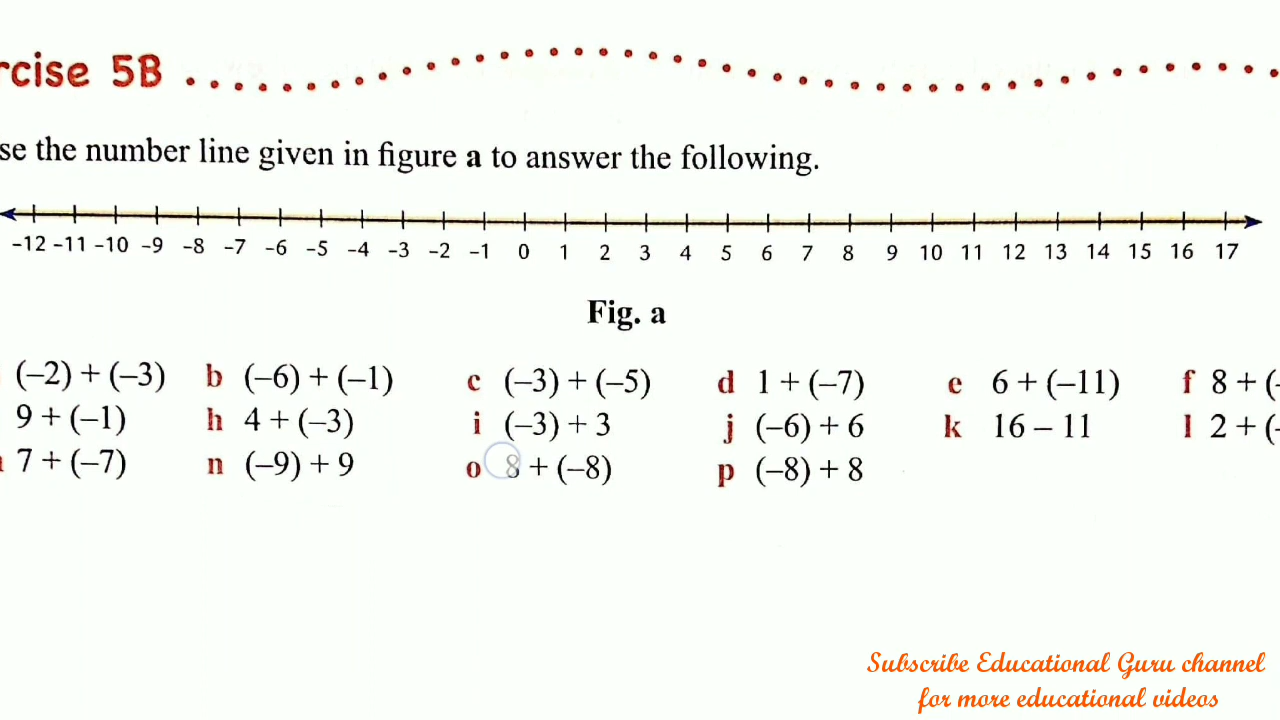 rcise 5B
se the number line given in figure a to answer the following.
-12 -11 -10 -9 -8 -7 -6 -5 -4 -3 -2 -1 0 1 2 3 4 5 6 7 8 9 10 11 12 13 14 15 16 17
Fig. a
(–2) + (–3) b (–6) + (–1) c (–3) + (–5) d 1 + (–7) e 6 + (–11) f 8 + (-
9 + (–1) h 4 + (–3) i (–3) + 3 j (–6) + 6 k 16 – 11 l 2 + (-
7 + (–7) n (–9) + 9 o 8 + (–8) p (–8) + 8
Subscribe Educational Guru channel
for more educational videos